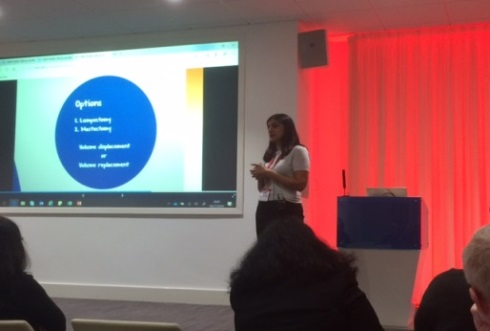 Options
1. Lumpectomy
2. Mastectomy
Volume displacement
or
Volume replacement